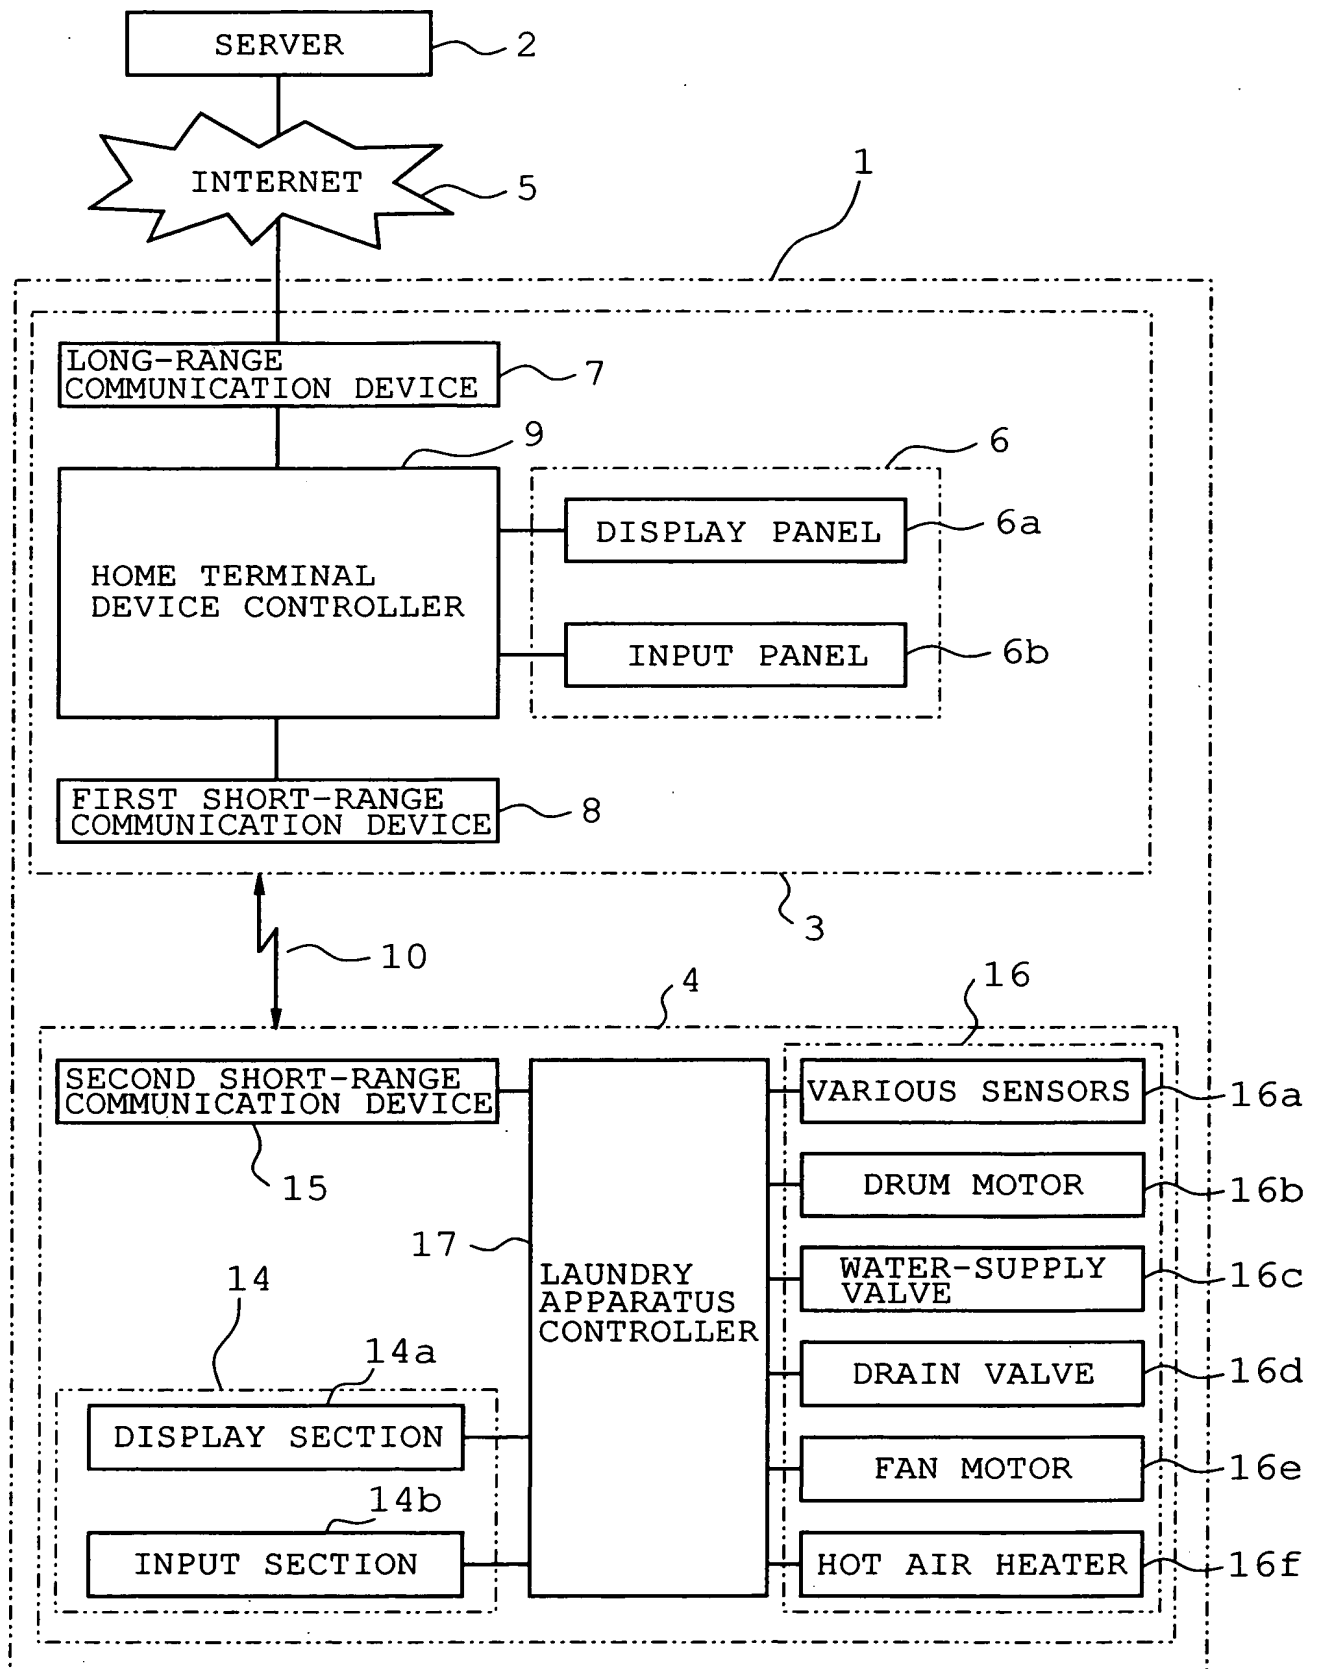 SERVER
2
INTERNET
5
1
LONG-RANGE
COMMUNICATION DEVICE
7
9
6
DISPLAY PANEL
6a
HOME TERMINAL
DEVICE CONTROLLER
INPUT PANEL
6b
FIRST SHORT-RANGE
COMMUNICATION DEVICE
8
3
10
4
16
SECOND SHORT-RANGE
COMMUNICATION DEVICE
15
VARIOUS SENSORS
16a
DRUM MOTOR
16b
17
LAUNDRY
APPARATUS
CONTROLLER
WATER-SUPPLY
VALVE
16c
14
14a
DRAIN VALVE
16d
DISPLAY SECTION
FAN MOTOR
16e
14b
INPUT SECTION
HOT AIR HEATER
16f